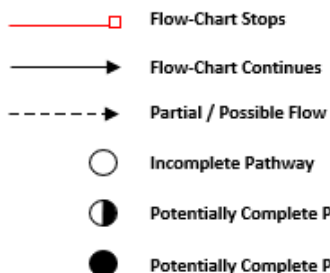 Flow-Chart Stops
Flow-Chart Continues
Partial / Possible Flow
Incomplete Pathway
Potentially Complete P
Potentially Complete P